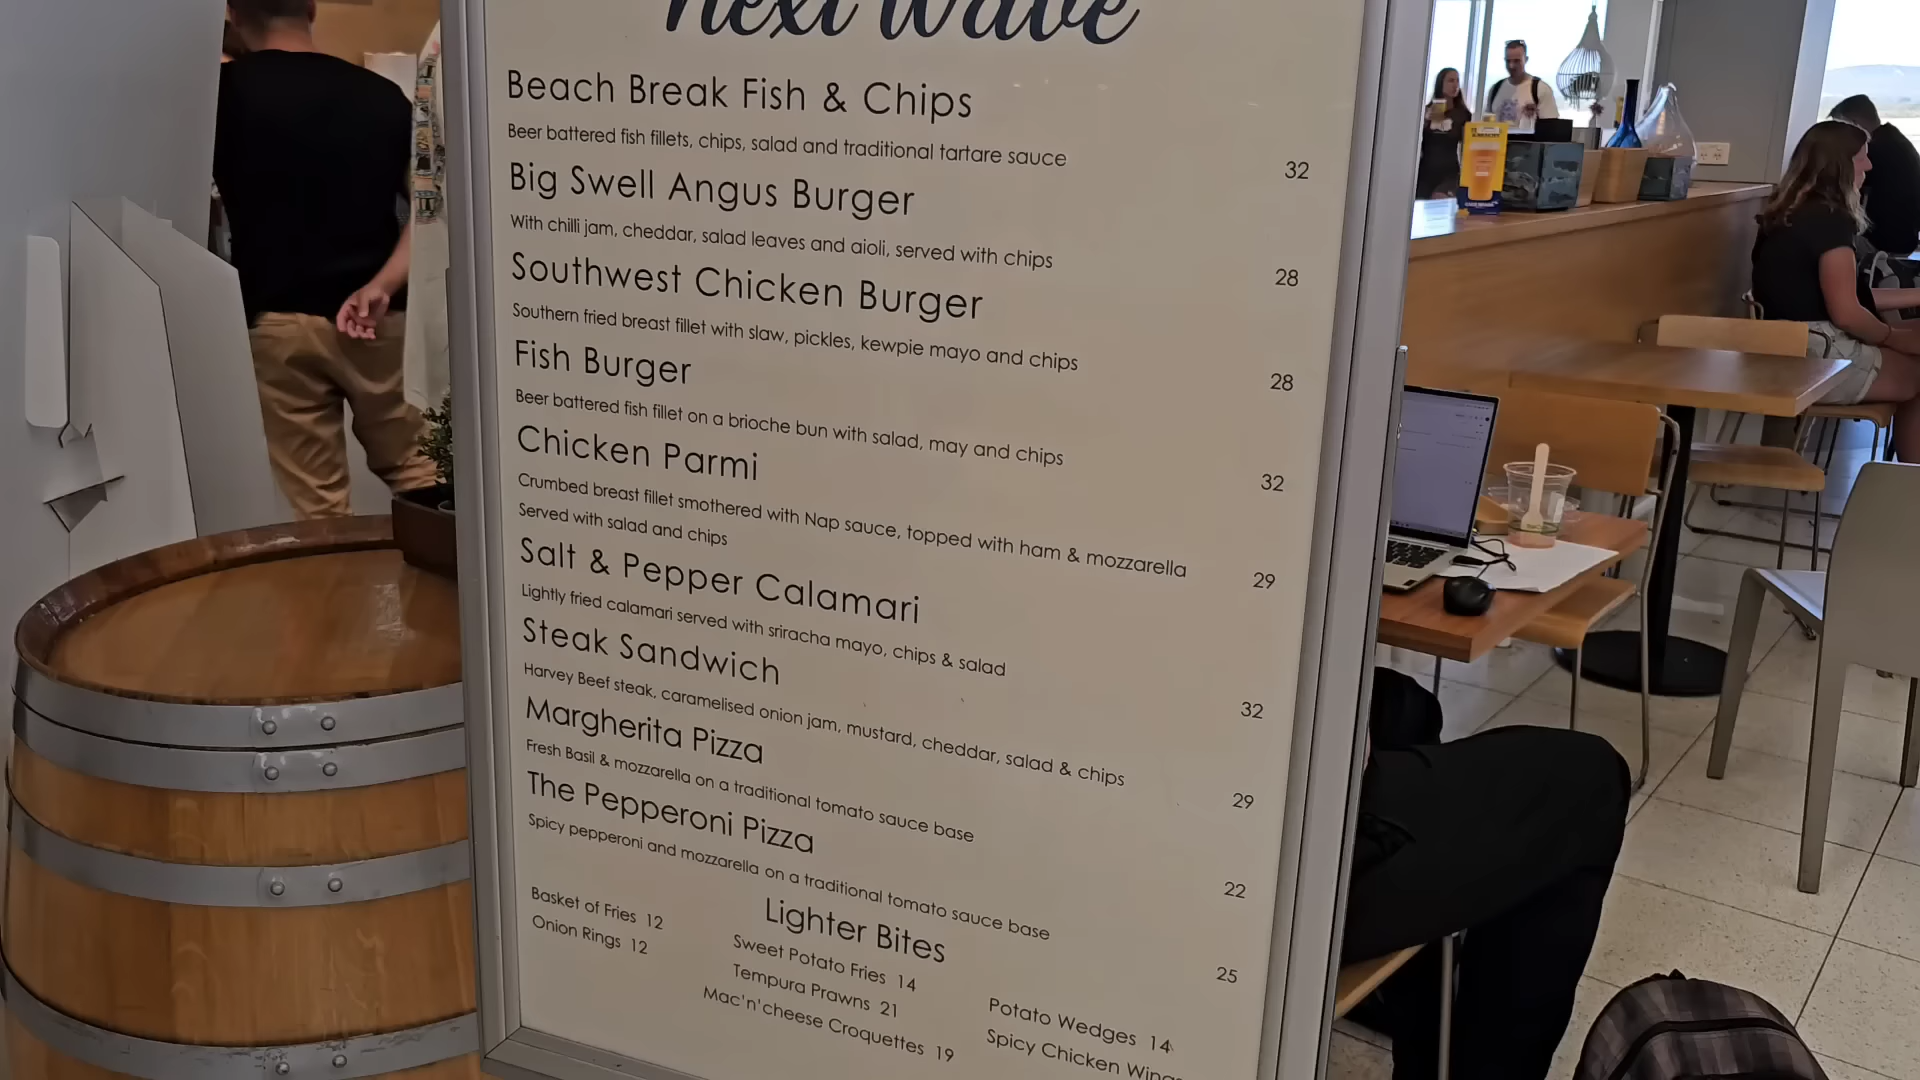 next wave
Beach Break Fish & Chips
Beer battered fish fillets, chips, salad and traditional tartare sauce 32
Big Swell Angus Burger
With chilli jam, cheddar, salad leaves and aioli, served with chips 28
Southwest Chicken Burger
Southern fried breast fillet with slaw, pickles, kewpie mayo and chips 28
Fish Burger
Beer battered fish fillet on a brioche bun with salad, may and chips 32
Chicken Parmi
Crumbed breast fillet smothered with Nap sauce, topped with ham & mozzarella 29
Served with salad and chips
Salt & Pepper Calamari
Lightly fried calamari served with sriracha mayo, chips & salad 32
Steak Sandwich
Harvey Beef steak, caramelised onion jam, mustard, cheddar, salad & chips 29
Margherita Pizza
Fresh Basil & mozzarella on a traditional tomato sauce base 22
The Pepperoni Pizza
Spicy pepperoni and mozzarella on a traditional tomato sauce base 25
Lighter Bites
Basket of Fries 12
Onion Rings 12
Sweet Potato Fries 14
Tempura Prawns 21
Mac'n'cheese Croquettes 19
Potato Wedges 14
Spicy Chicken Wings